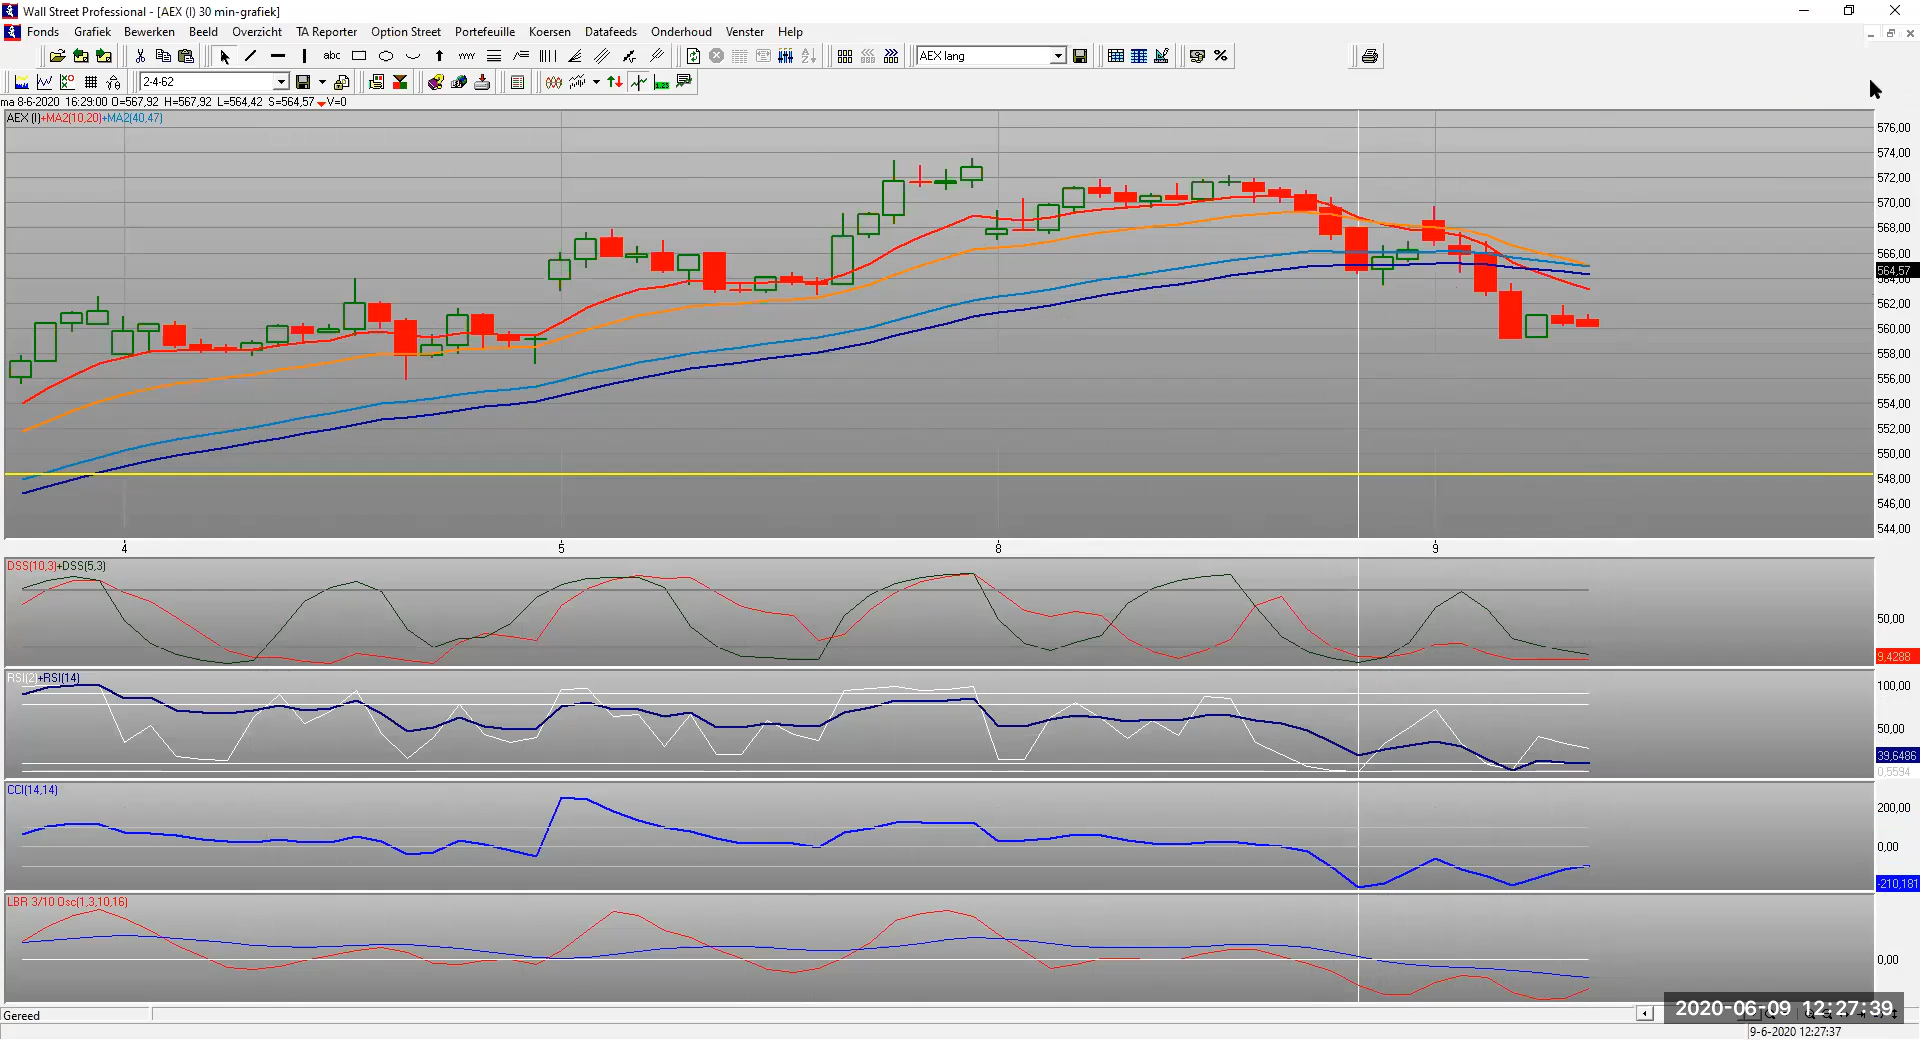 Wall Street Professional - [AEX (I) 30 min-grafiek]
Fonds Grafiek Bewerken Beeld Overzicht TA Reporter Option Street Portefeuille Koersen Datafeeds Onderhoud Venster Help
abc AEX lang %
2-4-62
ma 8-6-2020 16:29:00 O=567,92 H=567,92 L=564,42 S=564,57 V=0
AEX (I)+MA2(10,20)+MA2(40,47)
576,00
574,00
572,00
570,00
568,00
566,00
564,57
564,00
562,00
560,00
558,00
556,00
554,00
552,00
550,00
548,00
546,00
544,00
4 5 8 9
DSS(10,3)+DSS(5,3)
50,00
9,4288
RSI(2)+RSI(14)
100,00
50,00
39,6486
0,5594
CCI(14,14)
200,00
0,00
-210,181
LBR 3/10 Osc(1,3,10,16)
0,00
2020-06-09 12:27:39
Gereed
9-6-2020 12:27:37